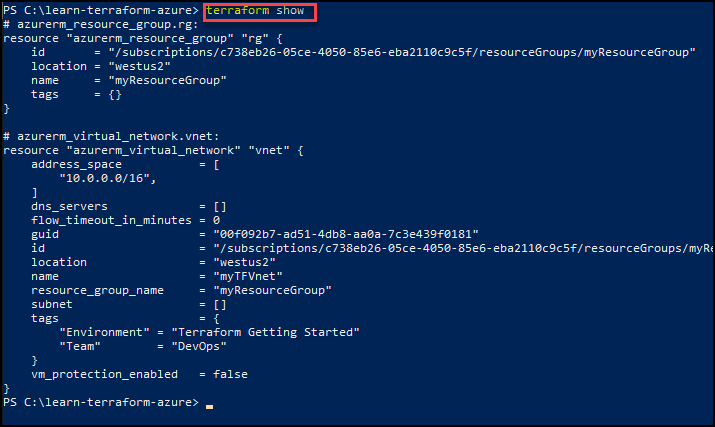 PS C:\learn-terraform-azure> terraform show
# azurerm_resource_group.rg:
resource "azurerm_resource_group" "rg" {
    id       = "/subscriptions/c738eb26-05ce-4050-85e6-eba2110c9c5f/resourceGroups/myResourceGroup"
    location = "westus2"
    name     = "myResourceGroup"
    tags     = {}
}
# azurerm_virtual_network.vnet:
resource "azurerm_virtual_network" "vnet" {
    address_space           = [
        "10.0.0.0/16",
    ]
    dns_servers             = []
    flow_timeout_in_minutes = 0
    guid                    = "00f092b7-ad51-4db8-aa0a-7c3e439f0181"
    id                      = "/subscriptions/c738eb26-05ce-4050-85e6-eba2110c9c5f/resourceGroups/myRe
    location                = "westus2"
    name                    = "myTFVnet"
    resource_group_name     = "myResourceGroup"
    subnet                  = []
    tags                    = {
        "Environment" = "Terraform Getting Started"
        "Team"        = "DevOps"
    }
    vm_protection_enabled   = false
}
PS C:\learn-terraform-azure>